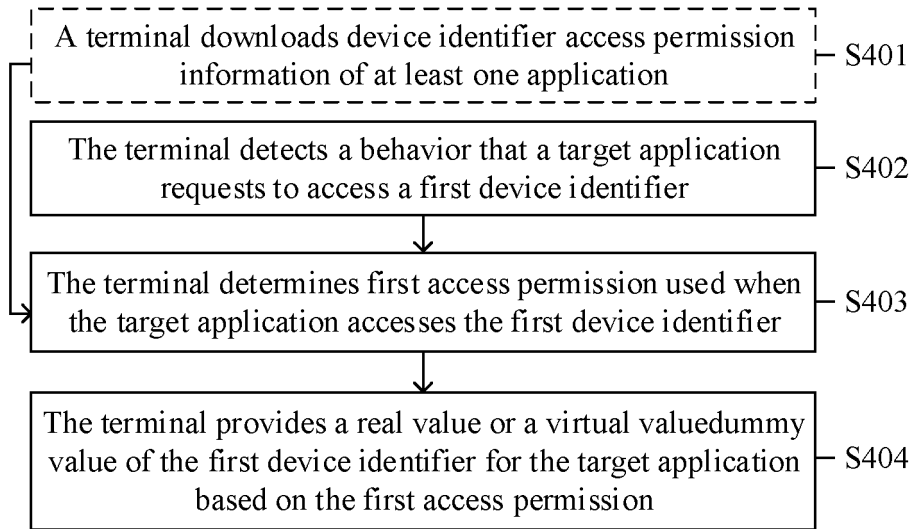 A terminal downloads device identifier access permission
information of at least one application
S401
The terminal detects a behavior that a target application
requests to access a first device identifier
S402
The terminal determines first access permission used when
the target application accesses the first device identifier
S403
The terminal provides a real value or a virtual valuedummy
value of the first device identifier for the target application
based on the first access permission
S404